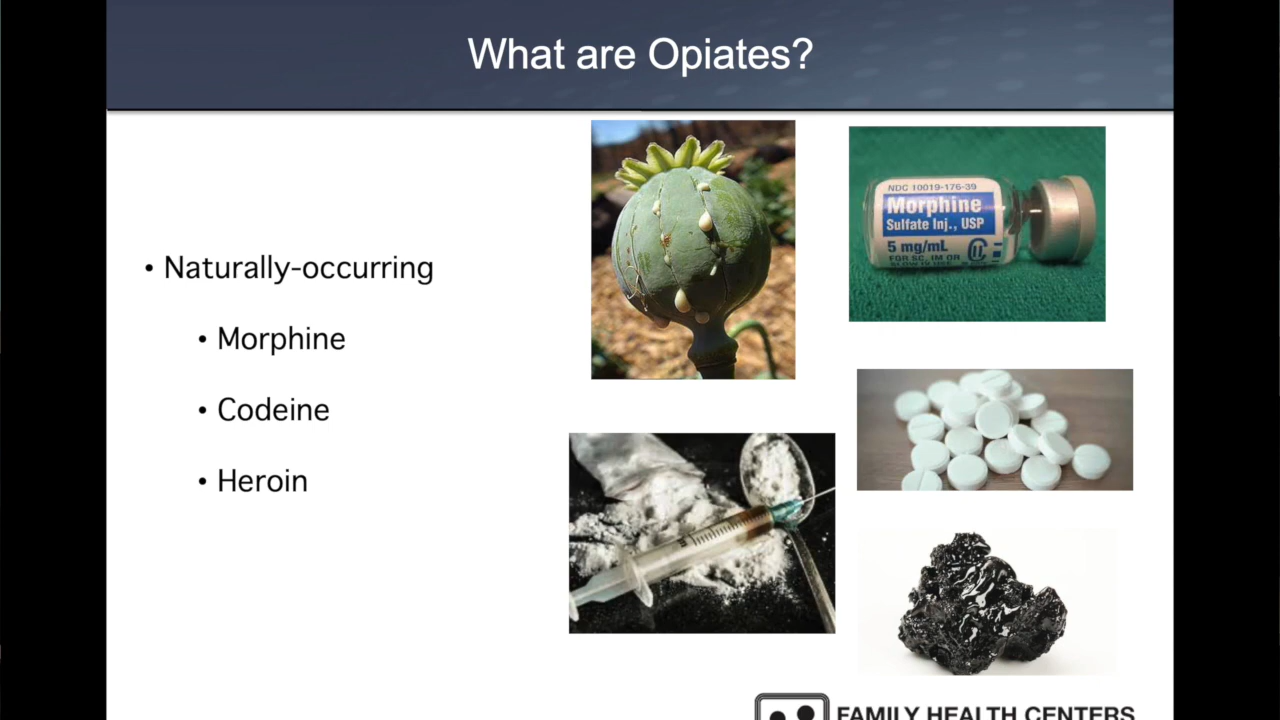 What are Opiates?
• Naturally-occurring
• Morphine
• Codeine
• Heroin
NDC 10019-176-39
Morphine
Sulfate Inj., USP
5 mg/mL
CII
FOR SC, IM OR
FAMILY HEALTH CENTERS